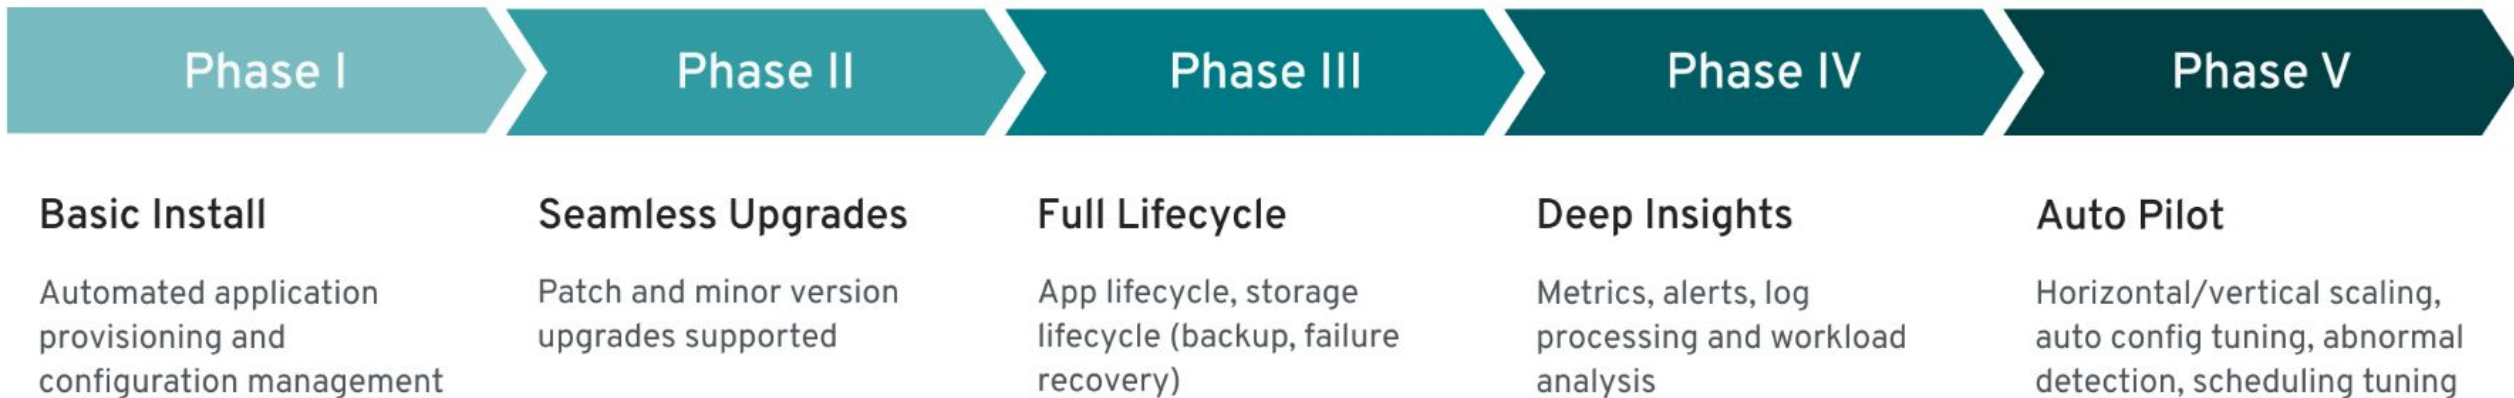 Phase I
Phase II
Phase III
Phase IV
Phase V
Basic Install
Automated application
provisioning and
configuration management
Seamless Upgrades
Patch and minor version
upgrades supported
Full Lifecycle
App lifecycle, storage
lifecycle (backup, failure
recovery)
Deep Insights
Metrics, alerts, log
processing and workload
analysis
Auto Pilot
Horizontal/vertical scaling,
auto config tuning, abnormal
detection, scheduling tuning